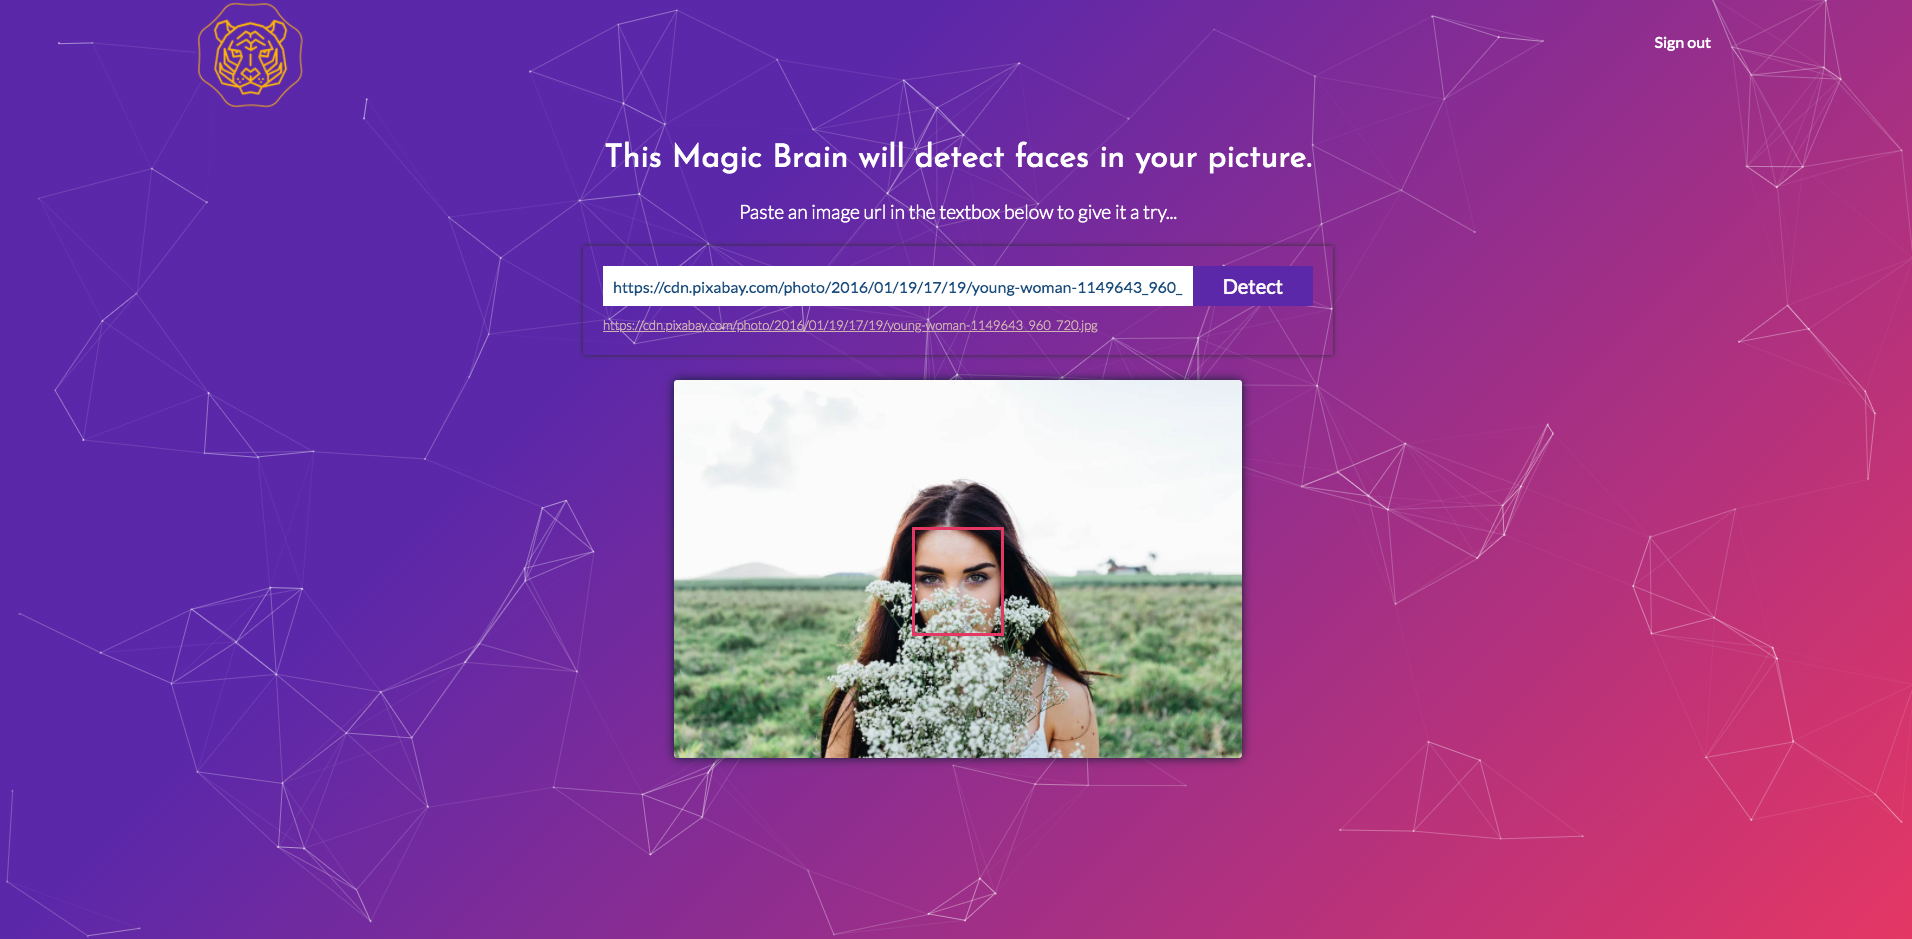 Sign out
This Magic Brain will detect faces in your picture.
Paste an image url in the textbox below to give it a try...
https://cdn.pixabay.com/photo/2016/01/19/17/19/young-woman-1149643_960_
Detect
https://cdn.pixabay.com/photo/2016/01/19/17/19/young-woman-1149643_960_720.jpg